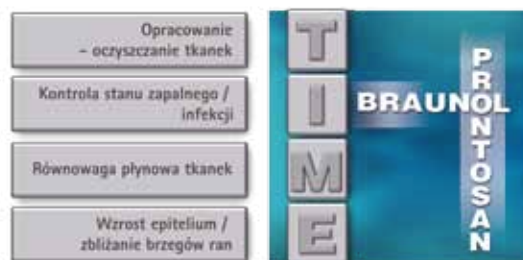 Opracowanie
– oczyszczanie tkanek
T
Kontrola stanu zapalnego /
infekcji
I
BRAUNOL
PRONTOSAN
Równowaga płynowa tkanek
M
Wzrost epitelium /
zbliżanie brzegów ran
E